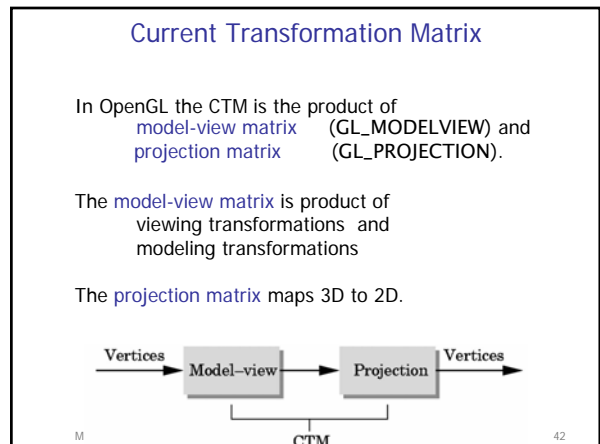 Current Transformation Matrix
In OpenGL the CTM is the product of
model-view matrix (GL_MODELVIEW) and
projection matrix (GL_PROJECTION).
The model-view matrix is product of
viewing transformations and
modeling transformations
The projection matrix maps 3D to 2D.
Vertices
Model–view
Projection
Vertices
CTM
M
42